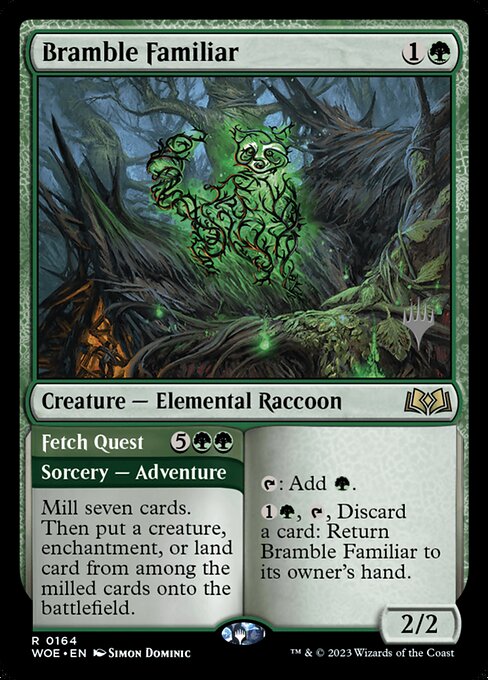 Bramble Familiar 1
Creature — Elemental Raccoon
Fetch Quest 5
Sorcery — Adventure
Mill seven cards.
Then put a creature,
enchantment, or land
card from among the
milled cards onto the
battlefield.
: Add .
1 , , Discard
a card: Return
Bramble Familiar to
its owner's hand.
2/2
R 0164
WOE • EN Simon Dominic
™ & © 2023 Wizards of the Coast